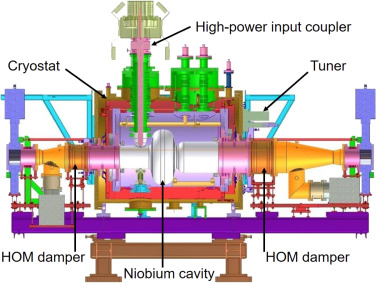 High-power input coupler
Cryostat
Tuner
HOM damper
Niobium cavity
HOM damper